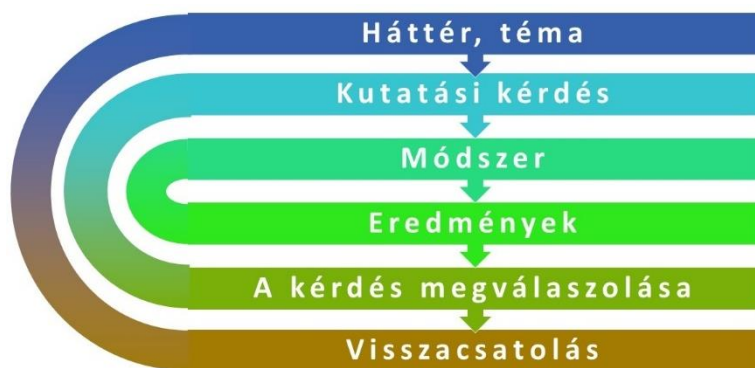 Háttér, téma
Kutatási kérdés
Módszer
Eredmények
A kérdés megválaszolása
Visszacsatolás